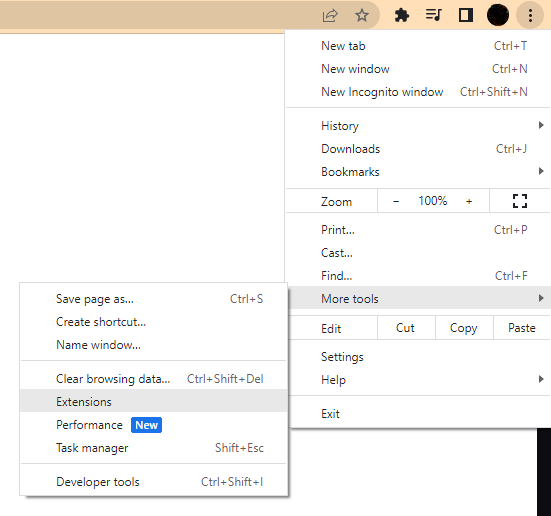 New tab Ctrl+T
New window Ctrl+N
New Incognito window Ctrl+Shift+N
History
Downloads Ctrl+J
Bookmarks
Zoom − 100% +
Print... Ctrl+P
Cast...
Find... Ctrl+F
More tools
Edit Cut Copy Paste
Settings
Help
Exit
Save page as... Ctrl+S
Create shortcut...
Name window...
Clear browsing data... Ctrl+Shift+Del
Extensions
Performance New
Task manager Shift+Esc
Developer tools Ctrl+Shift+I